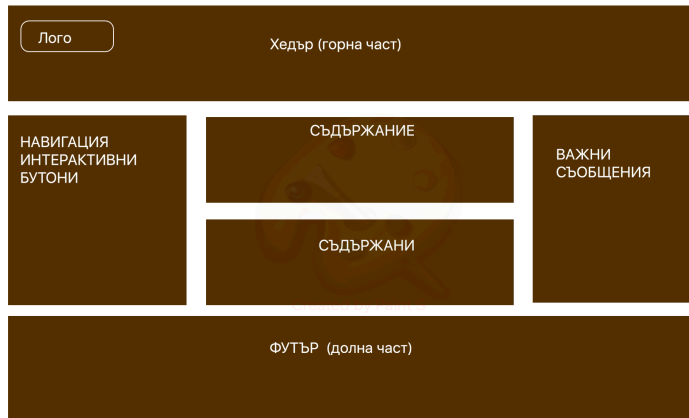 Лого
Хедър (горна част)
НАВИГАЦИЯ
ИНТЕРАКТИВНИ
БУТОНИ
СЪДЪРЖАНИЕ
СЪДЪРЖАНИ
ВАЖНИ
СЪОБЩЕНИЯ
ФУТЪР (долна част)